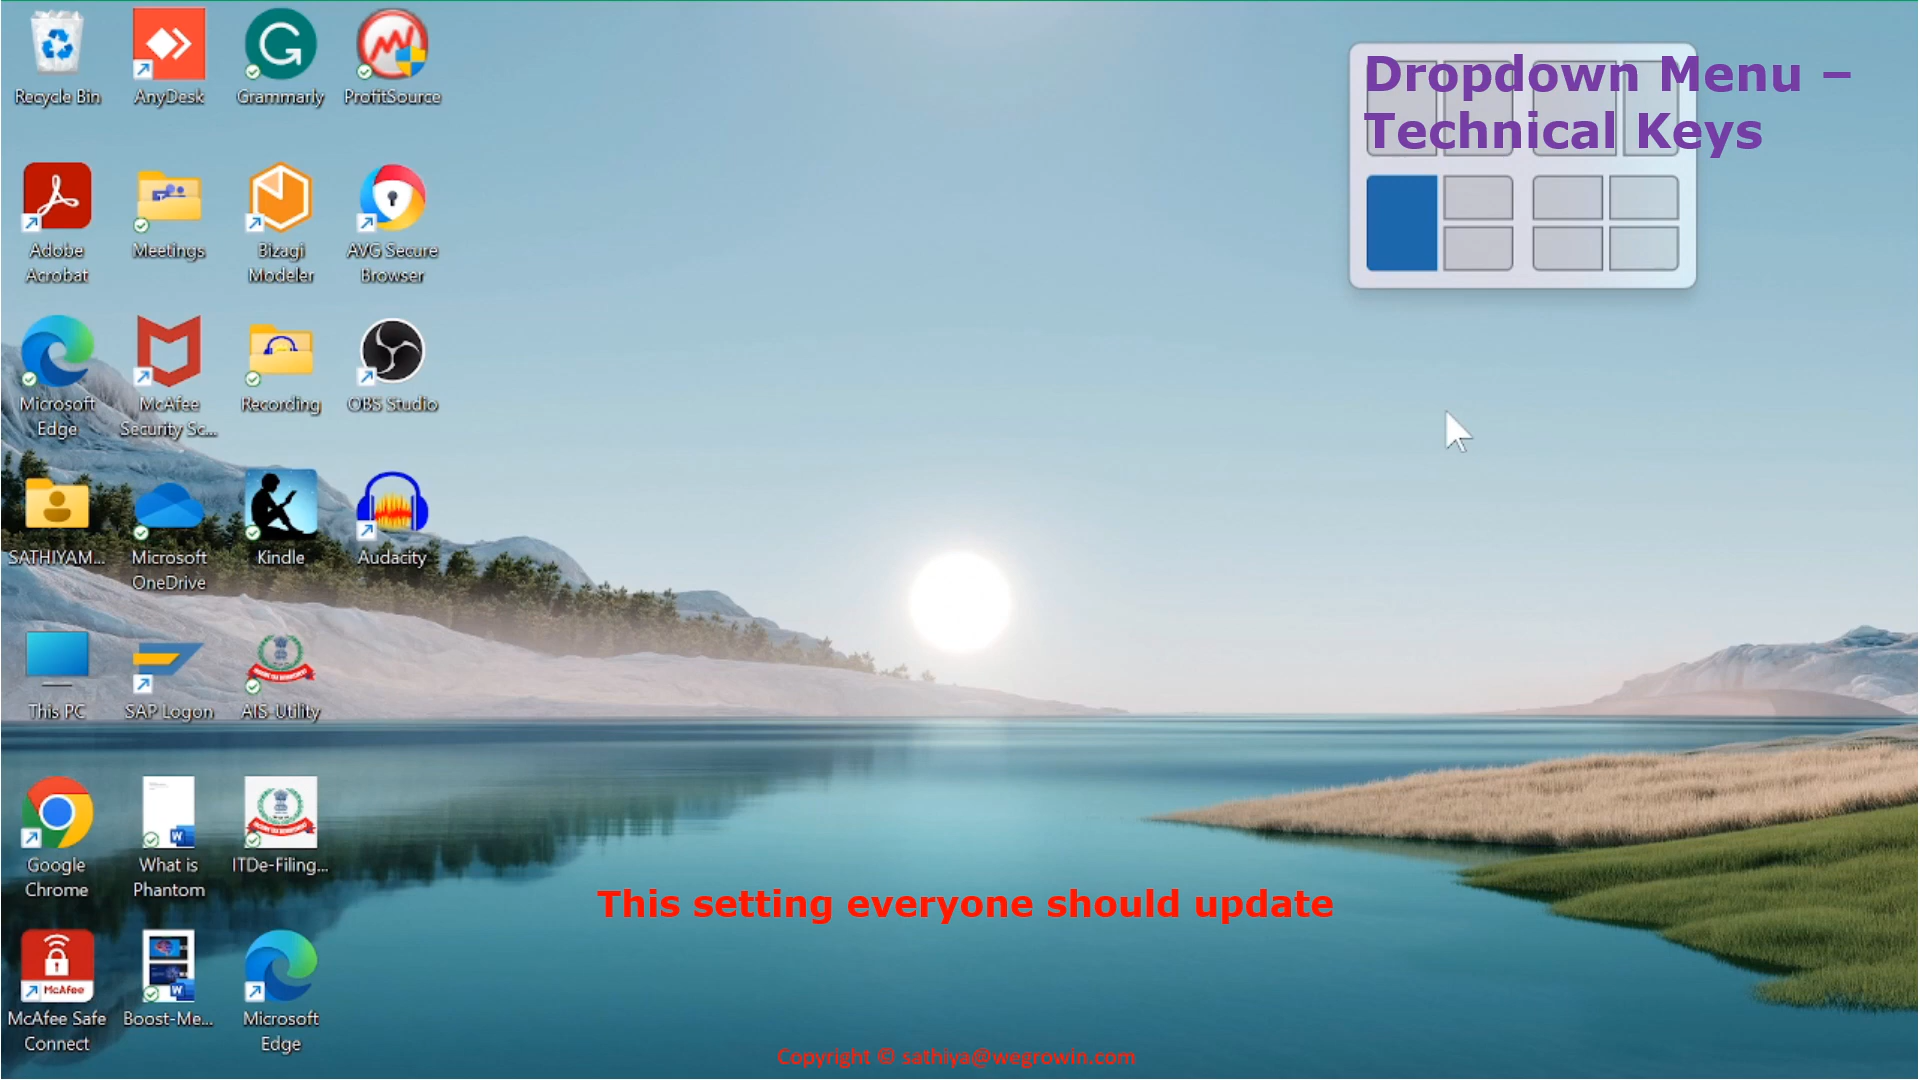 Recycle Bin
AnyDesk
Grammarly
ProfitSource
Dropdown Menu –
Technical Keys
Adobe
Acrobat
Meetings
Bizagi
Modeler
AVG Secure
Browser
Microsoft
Edge
McAfee
Security Sc...
Recording
OBS Studio
SATHIYAM...
Microsoft
OneDrive
Kindle
Audacity
This PC
SAP Logon
AIS-Utility
Google
Chrome
What is
Phantom
ITDe-Filing...
This setting everyone should update
McAfee
McAfee Safe
Connect
Boost-Me...
Microsoft
Edge
Copyright © sathiya@wegrowin.com